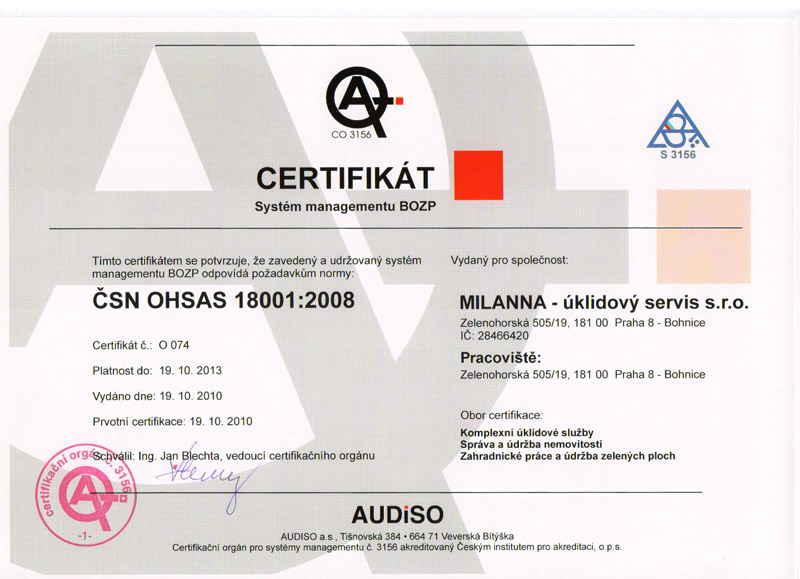 CO 3156
S 3156
CERTIFIKÁT
Systém managementu BOZP
Tímto certifikátem se potvrzuje, že zavedený a udržovaný systém
managementu BOZP odpovídá požadavkům normy:
ČSN OHSAS 18001:2008
Certifikát č.: O 074
Platnost do: 19. 10. 2013
Vydáno dne: 19. 10. 2010
Prvotní certifikace: 19. 10. 2010
Schválil: Ing. Jan Blechta, vedoucí certifikačního orgánu
Vydaný pro společnost:
MILANNA - úklidový servis s.r.o.
Zelenohorská 505/19, 181 00 Praha 8 - Bohnice
IČ: 28466420
Pracoviště:
Zelenohorská 505/19, 181 00 Praha 8 - Bohnice
Obor certifikace:
Komplexní úklidové služby
Správa a údržba nemovitostí
Zahradnické práce a údržba zelených ploch
certifikační orgán č. 3156
-1-
AUDiSO
AUDISO a.s., Tišnovská 384 • 664 71 Veverská Bítýška
Certifikační orgán pro systémy managementu č. 3156 akreditovaný Českým institutem pro akreditaci, o.p.s.